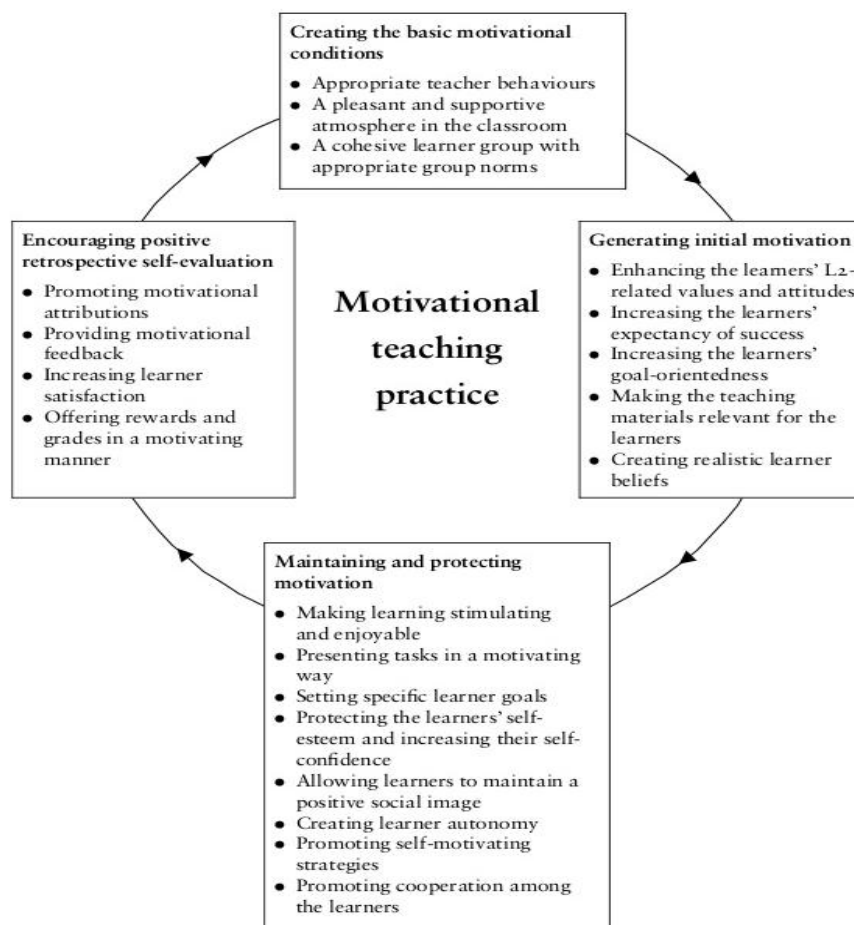 Creating the basic motivational
conditions
● Appropriate teacher behaviours
● A pleasant and supportive
atmosphere in the classroom
● A cohesive learner group with
appropriate group norms
Encouraging positive
retrospective self-evaluation
● Promoting motivational
attributions
● Providing motivational
feedback
● Increasing learner
satisfaction
● Offering rewards and
grades in a motivating
manner
Motivational
teaching
practice
Generating initial motivation
● Enhancing the learners’ L2-
related values and attitudes
● Increasing the learners’
expectancy of success
● Increasing the learners’
goal-orientedness
● Making the teaching
materials relevant for the
learners
● Creating realistic learner
beliefs
Maintaining and protecting
motivation
● Making learning stimulating
and enjoyable
● Presenting tasks in a motivating
way
● Setting specific learner goals
● Protecting the learners’ self-
esteem and increasing their self-
confidence
● Allowing learners to maintain a
positive social image
● Creating learner autonomy
● Promoting self-motivating
strategies
● Promoting cooperation among
the learners